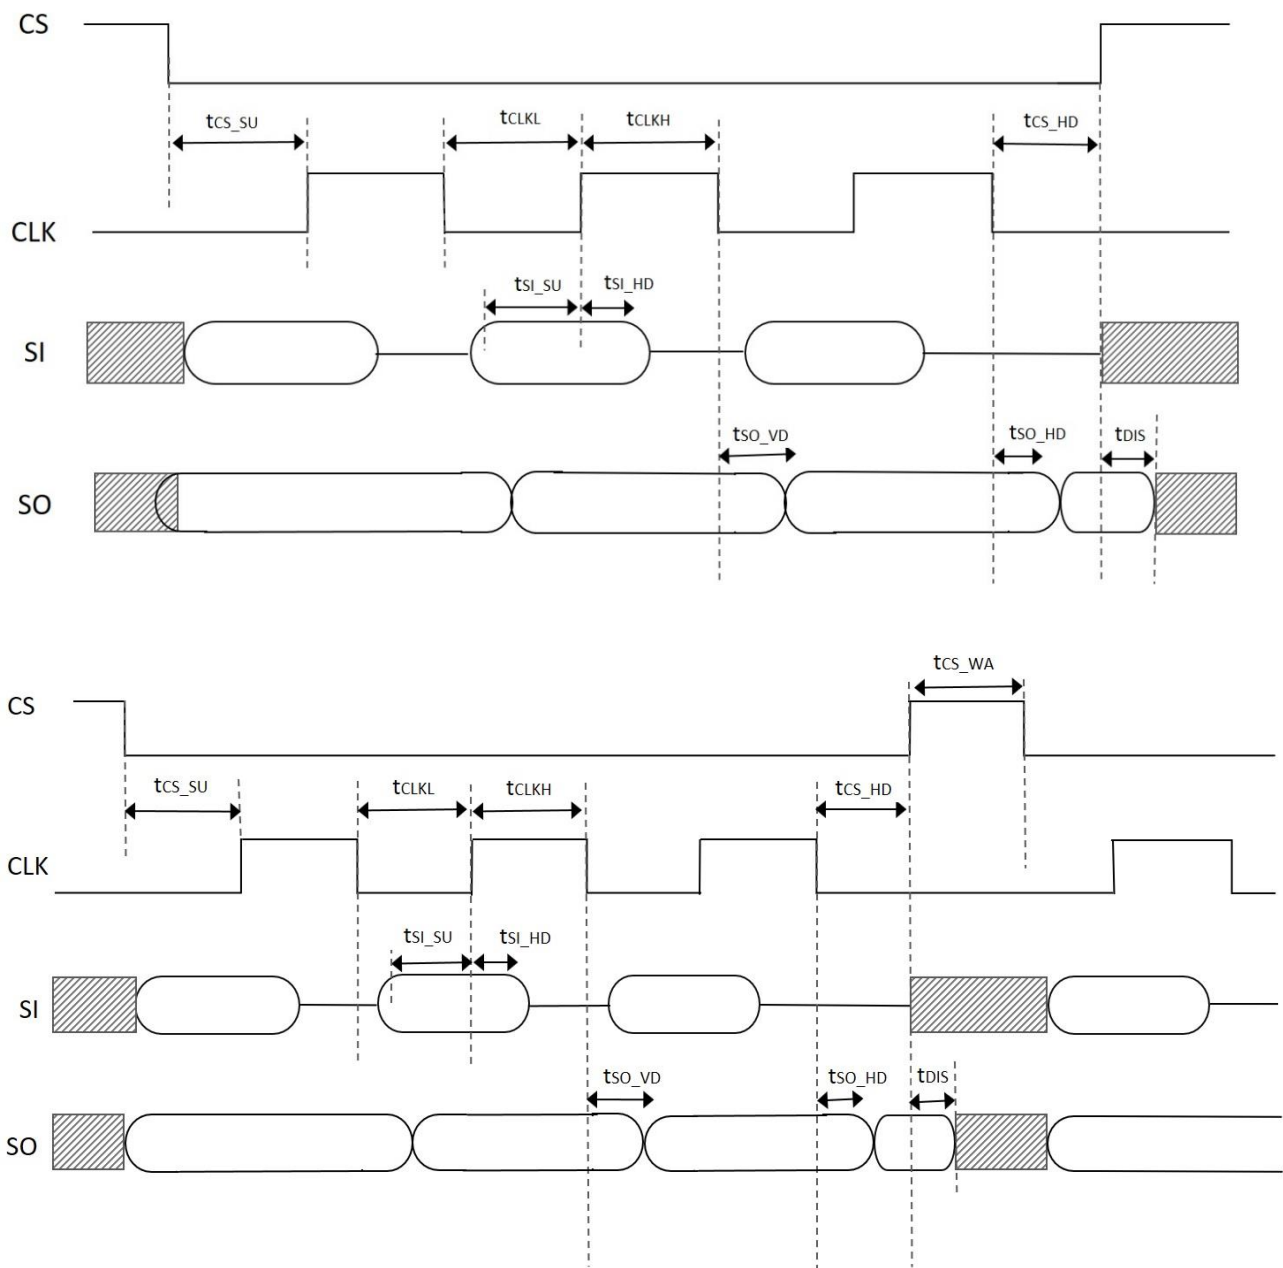 CS
tCS_SU tCLKL tCLKH tCS_HD
CLK
tSI_SU tSI_HD
SI
tSO_VD tSO_HD tDIS
SO
tCS_WA
CS
tCS_SU tCLKL tCLKH tCS_HD
CLK
tSI_SU tSI_HD
SI
tSO_VD tSO_HD tDIS
SO